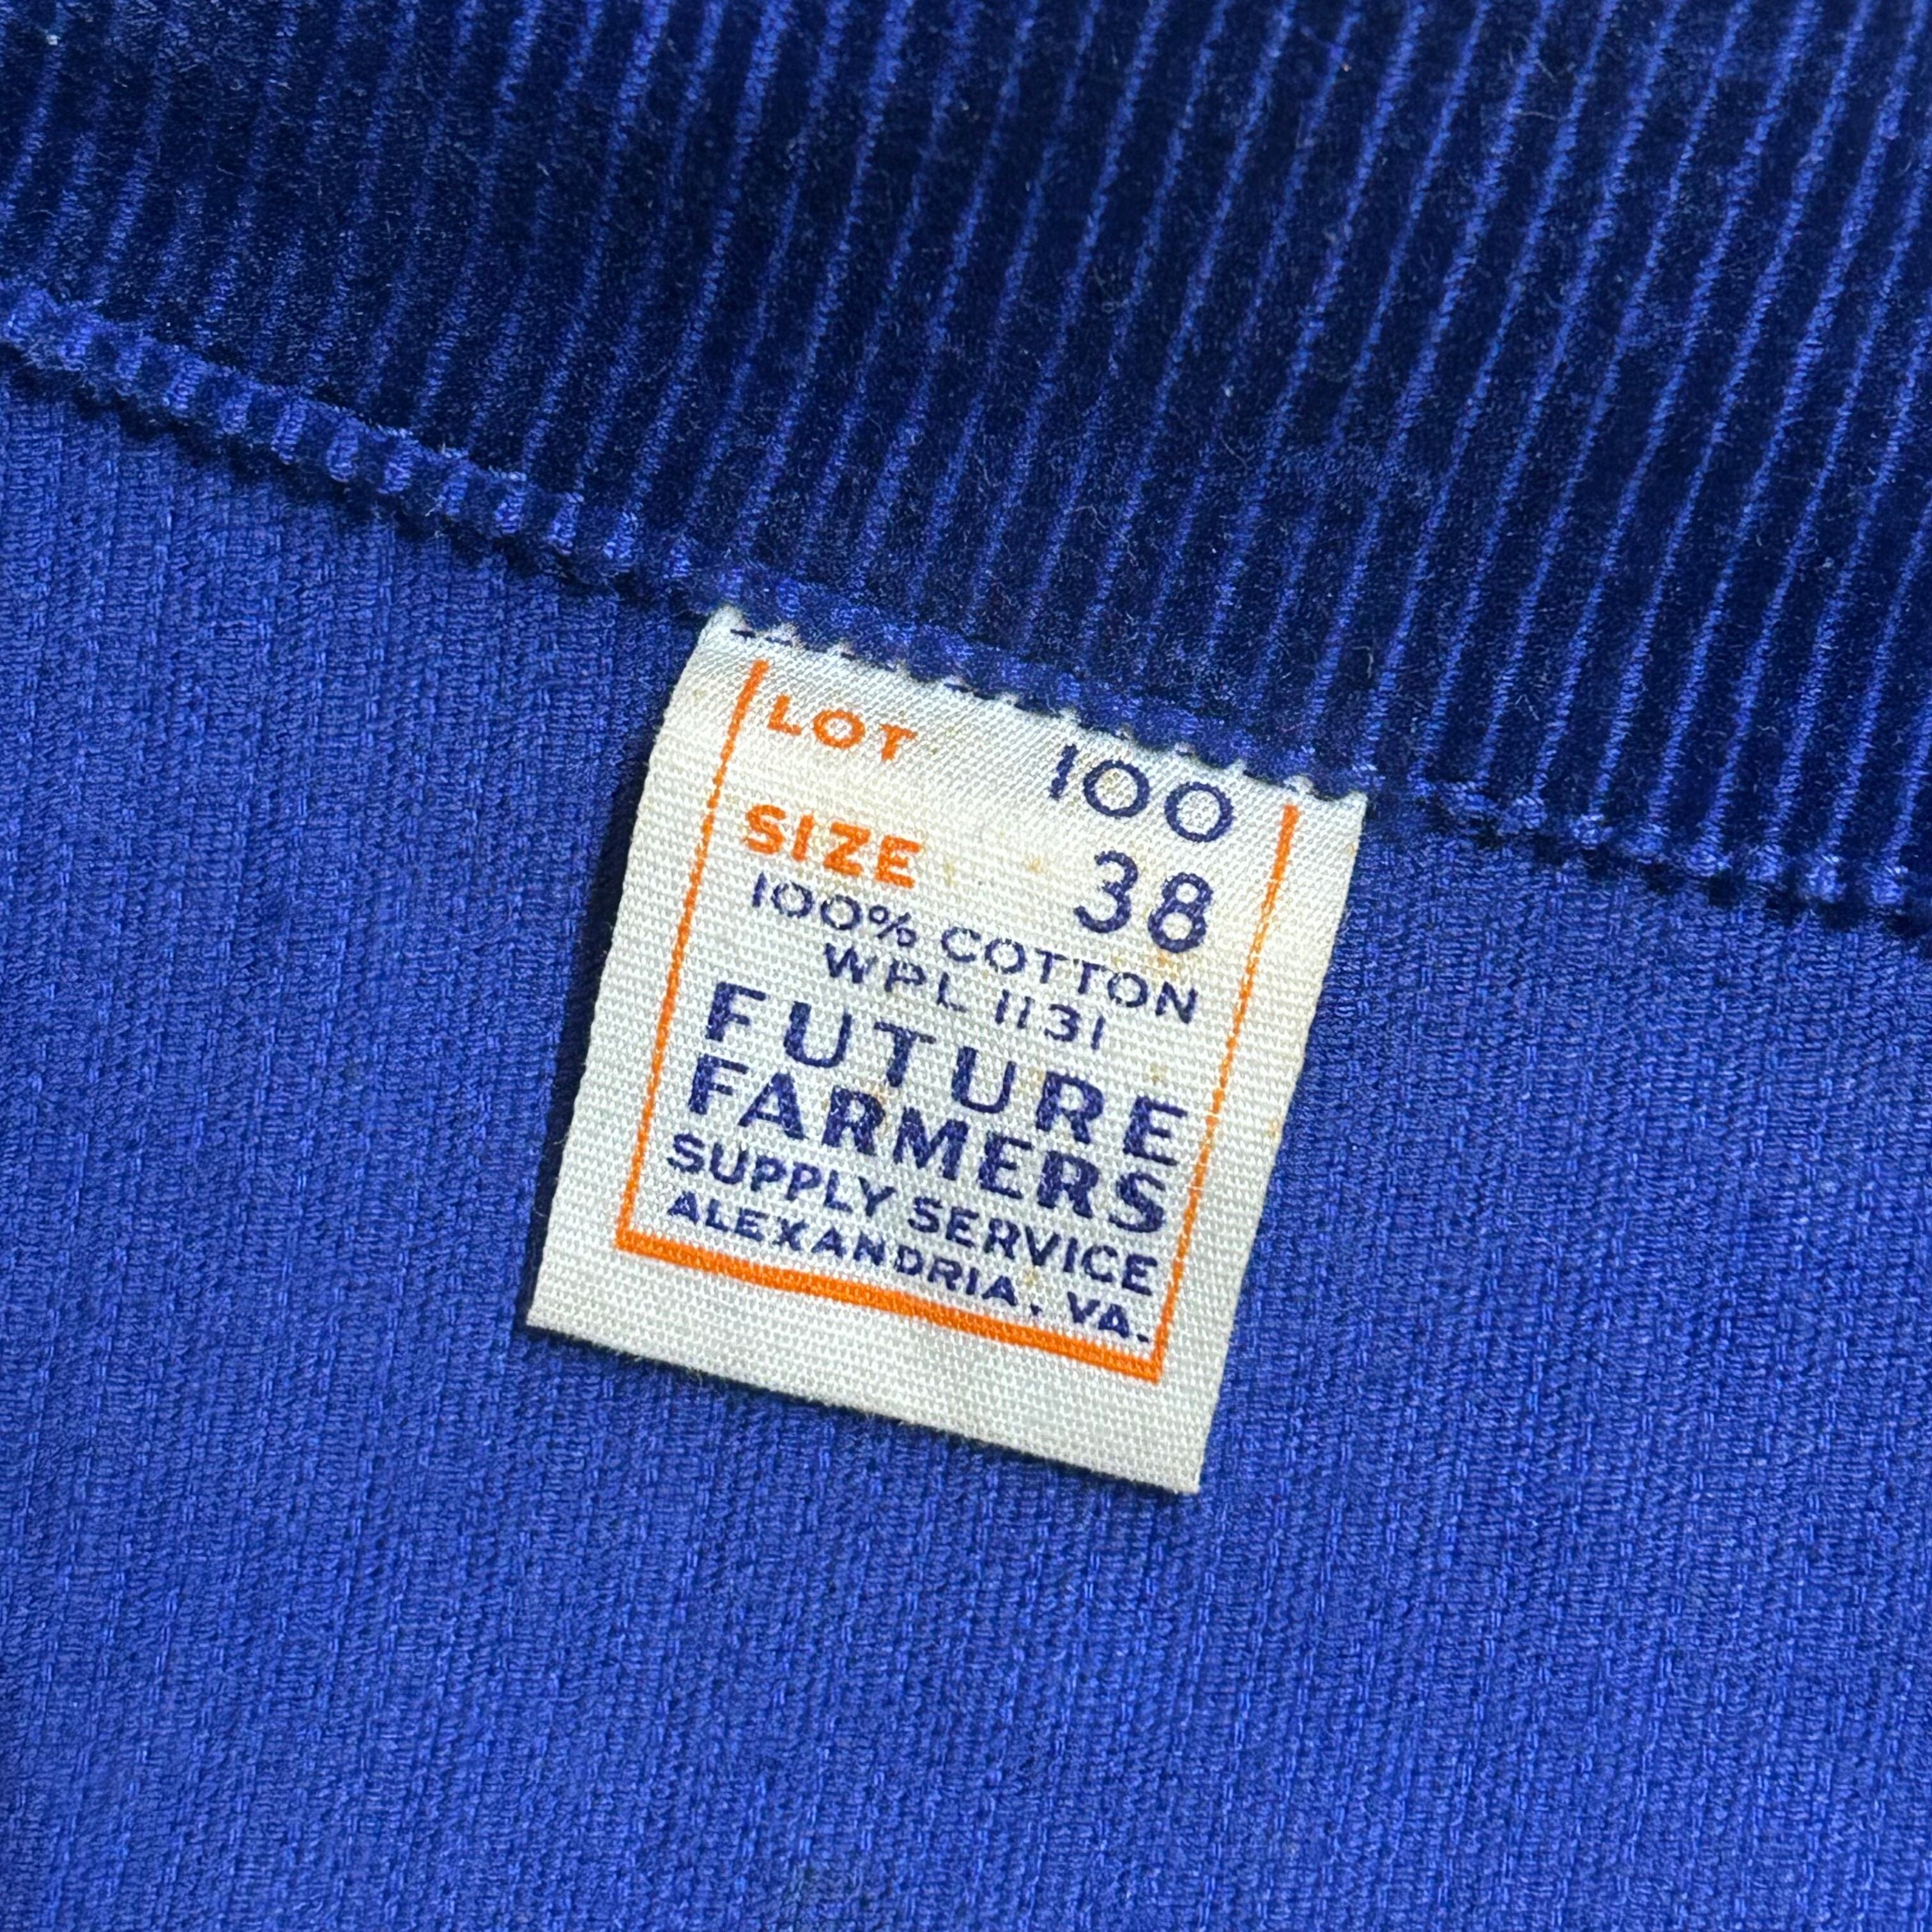 LOT 100
SIZE 38
100% COTTON
WPL 1131
FUTURE
FARMERS
SUPPLY SERVICE
ALEXANDRIA, VA.